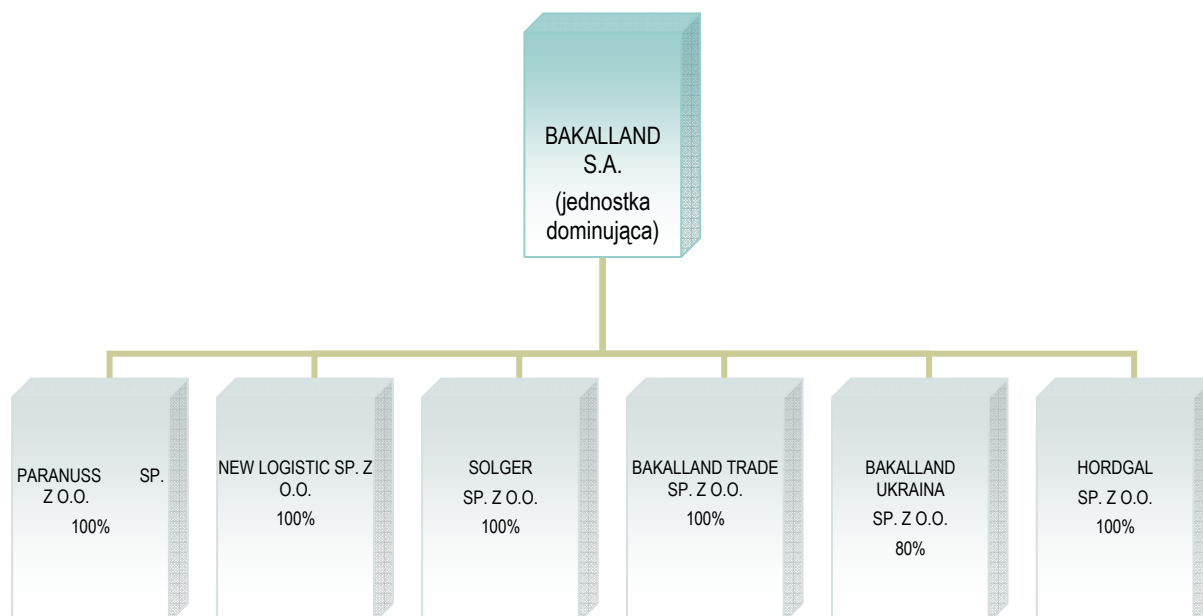 BAKALLAND
S.A.
(jednostka
dominująca)
PARANUSS SP.
Z O.O.
100%
NEW LOGISTIC SP. Z
O.O.
100%
SOLGER
SP. Z O.O.
100%
BAKALLAND TRADE
SP. Z O.O.
100%
BAKALLAND
UKRAINA
SP. Z O.O.
80%
HORDGAL
SP. Z O.O.
100%